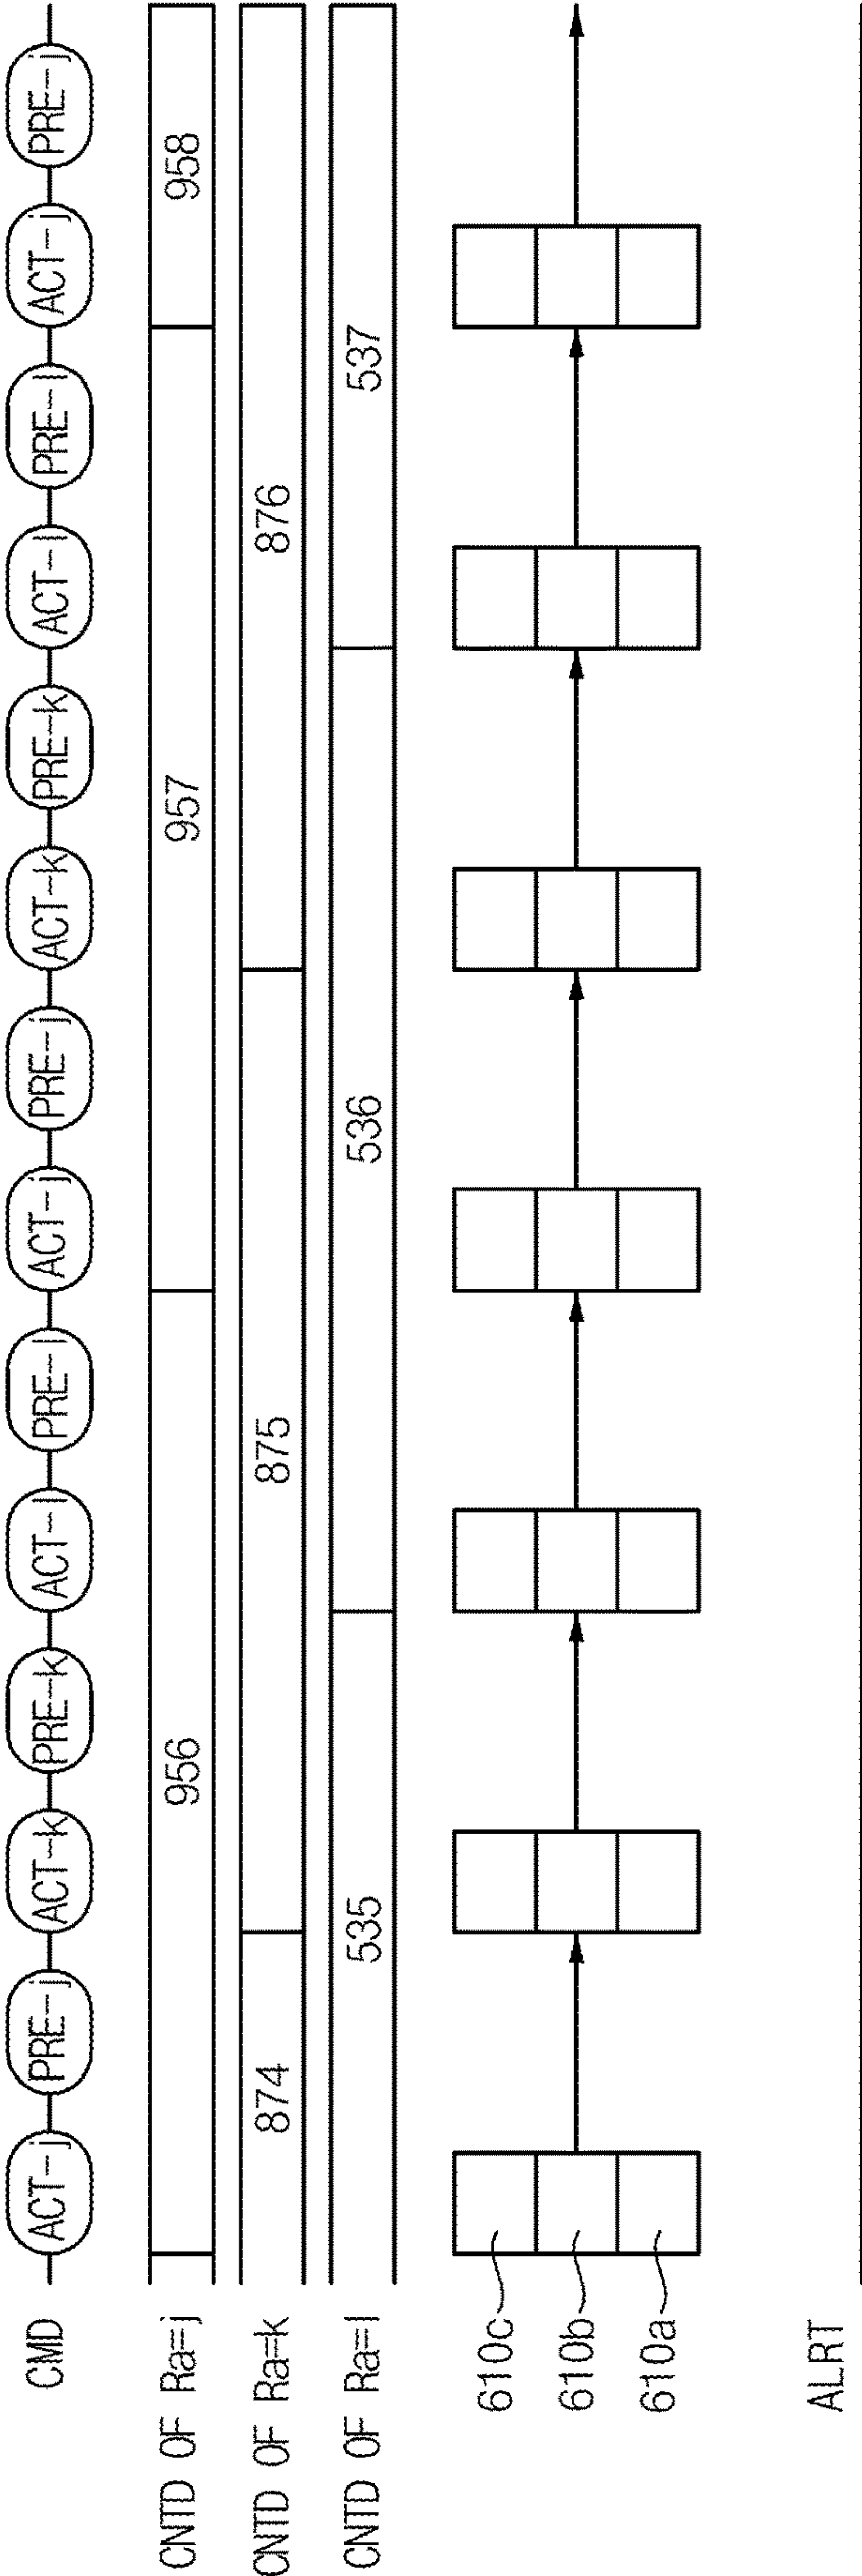 CMD ACT-j PRE-j ACT-k PRE-k ACT-l PRE-l ACT-j PRE-j ACT-k PRE-k ACT-l PRE-l ACT-j PRE-j
CNTD OF Ra=j 956 957 958
CNTD OF Ra=k 874 875 876
CNTD OF Ra=l 535 536 537
610c
610b
610a
ALRT